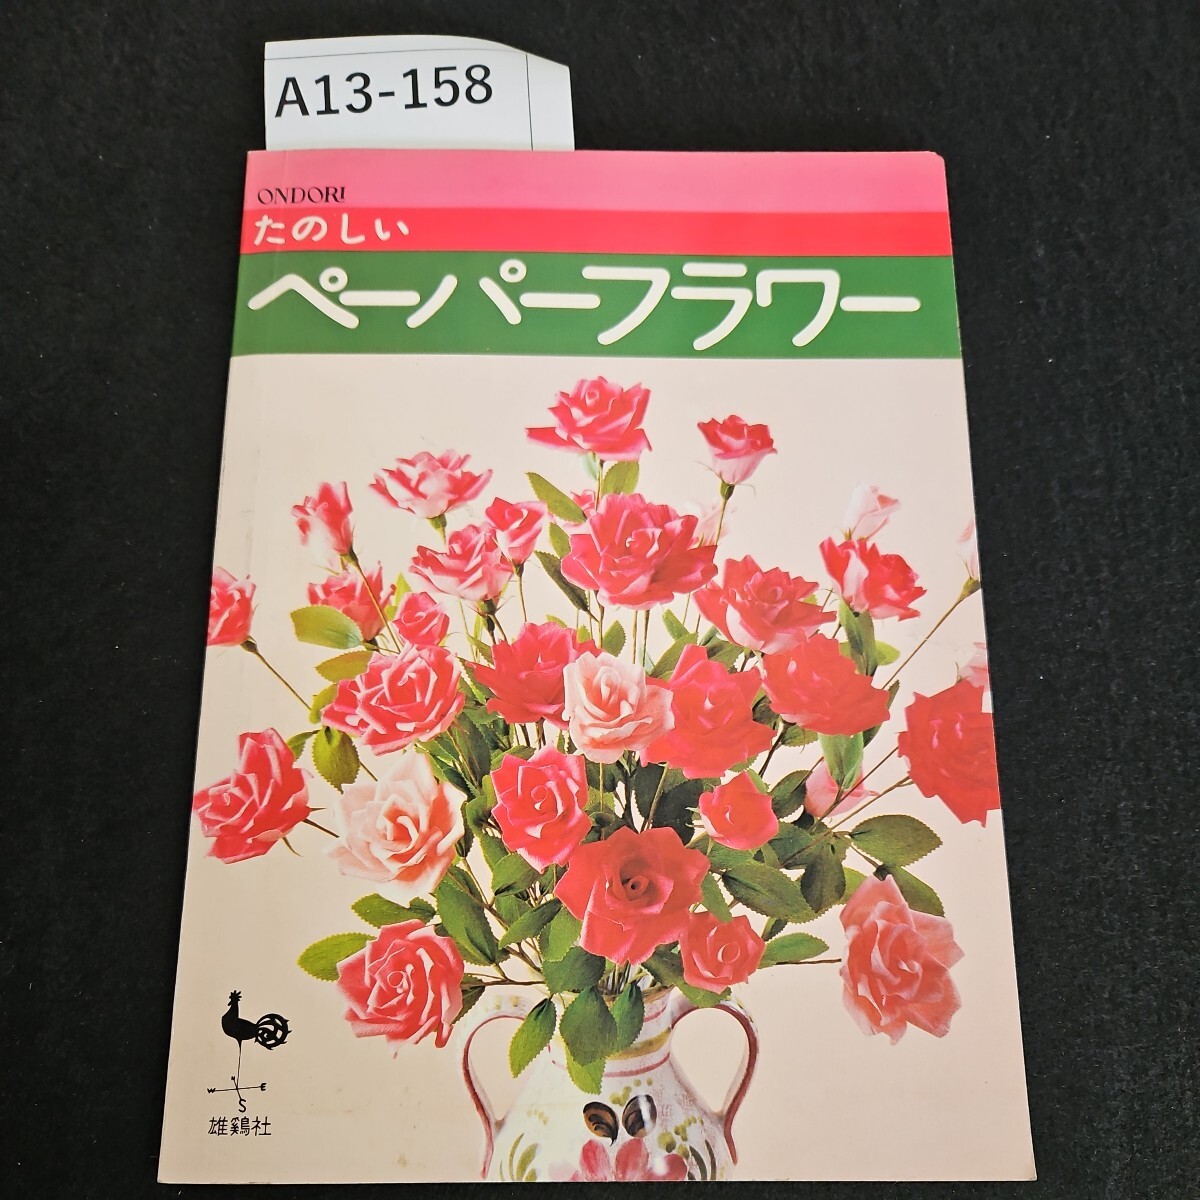 A13-158
ONDORI
たのしい
ペーパーフラワー
N
W E
S
雄鶏社